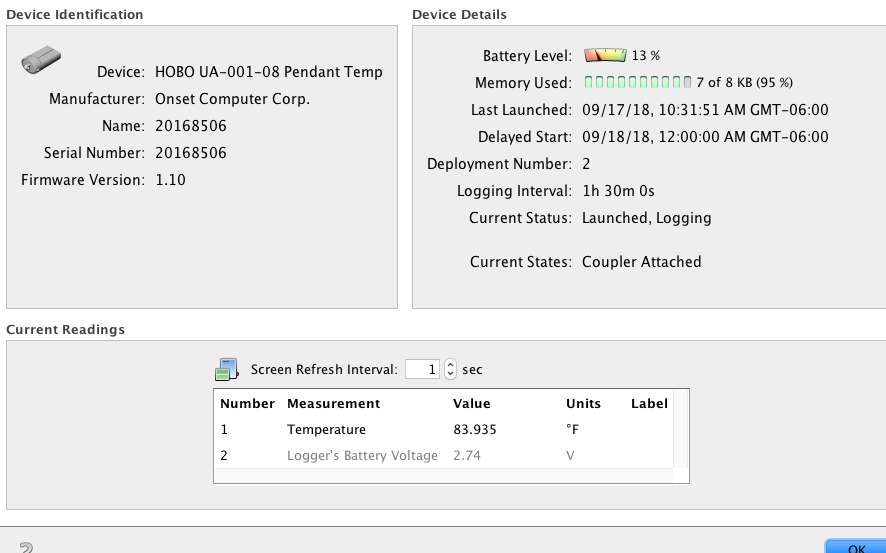 Device Identification
Device: HOBO UA-001-08 Pendant Temp
Manufacturer: Onset Computer Corp.
Name: 20168506
Serial Number: 20168506
Firmware Version: 1.10
Device Details
Battery Level: 13 %
Memory Used: 7 of 8 KB (95 %)
Last Launched: 09/17/18, 10:31:51 AM GMT-06:00
Delayed Start: 09/18/18, 12:00:00 AM GMT-06:00
Deployment Number: 2
Logging Interval: 1h 30m 0s
Current Status: Launched, Logging
Current States: Coupler Attached
Current Readings
Screen Refresh Interval: 1 sec
Number Measurement Value Units Label
1 Temperature 83.935 °F
2 Logger's Battery Voltage 2.74 V
? OK